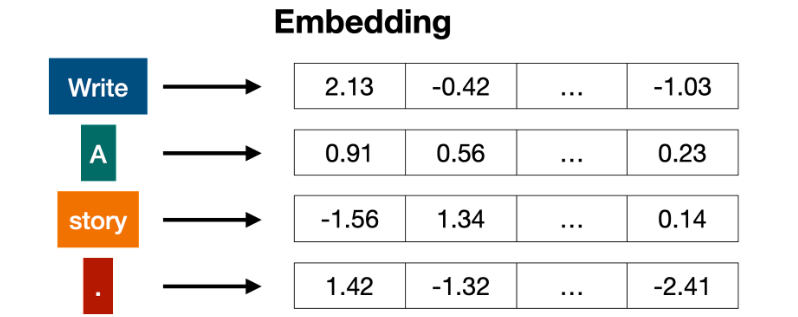 Embedding
Write 2.13 -0.42 ... -1.03
A 0.91 0.56 ... 0.23
story -1.56 1.34 ... 0.14
. 1.42 -1.32 ... -2.41